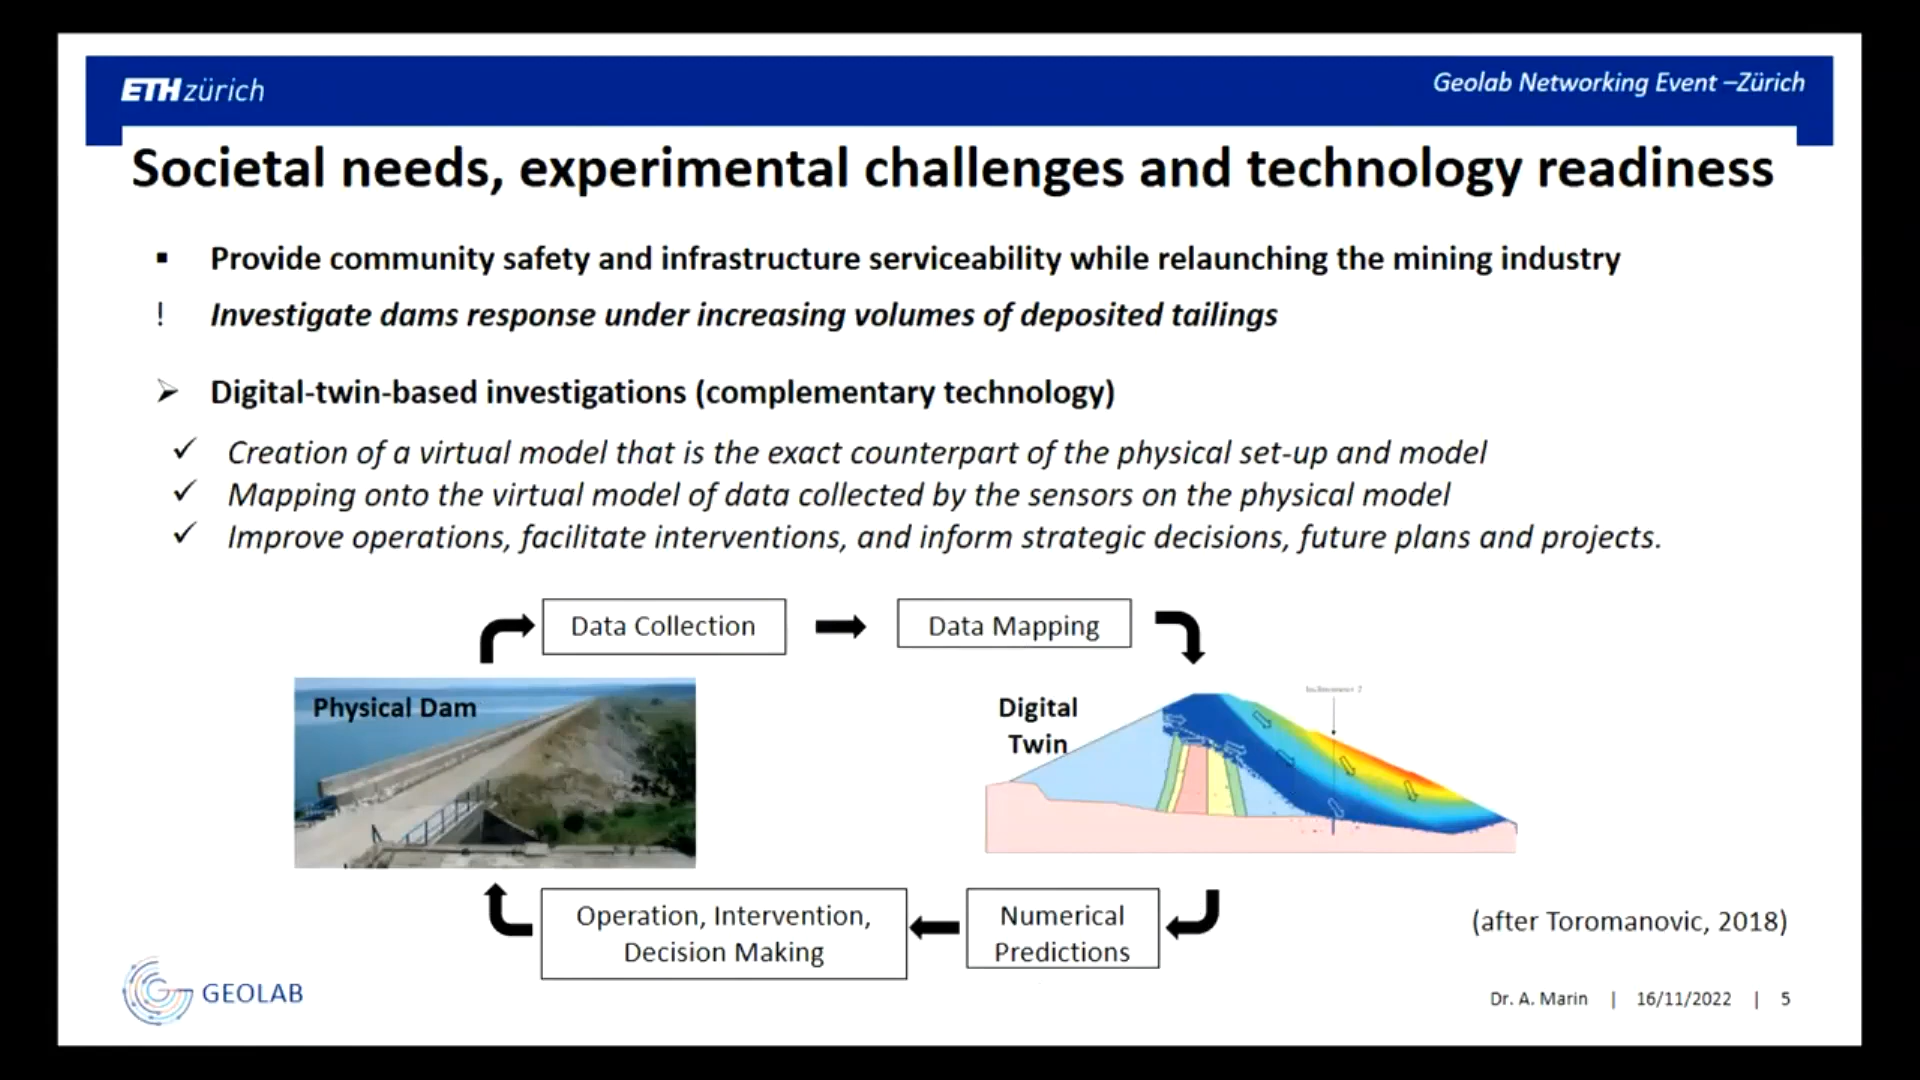 ETH zürich
Geolab Networking Event –Zürich
Societal needs, experimental challenges and technology readiness
▪ Provide community safety and infrastructure serviceability while relaunching the mining industry
! Investigate dams response under increasing volumes of deposited tailings
➢ Digital-twin-based investigations (complementary technology)
✓ Creation of a virtual model that is the exact counterpart of the physical set-up and model
✓ Mapping onto the virtual model of data collected by the sensors on the physical model
✓ Improve operations, facilitate interventions, and inform strategic decisions, future plans and projects.
Data Collection
Data Mapping
Physical Dam
Digital
Twin
Inclinometer 2
Operation, Intervention,
Decision Making
Numerical
Predictions
(after Toromanovic, 2018)
GEOLAB
Dr. A. Marin | 16/11/2022 | 5